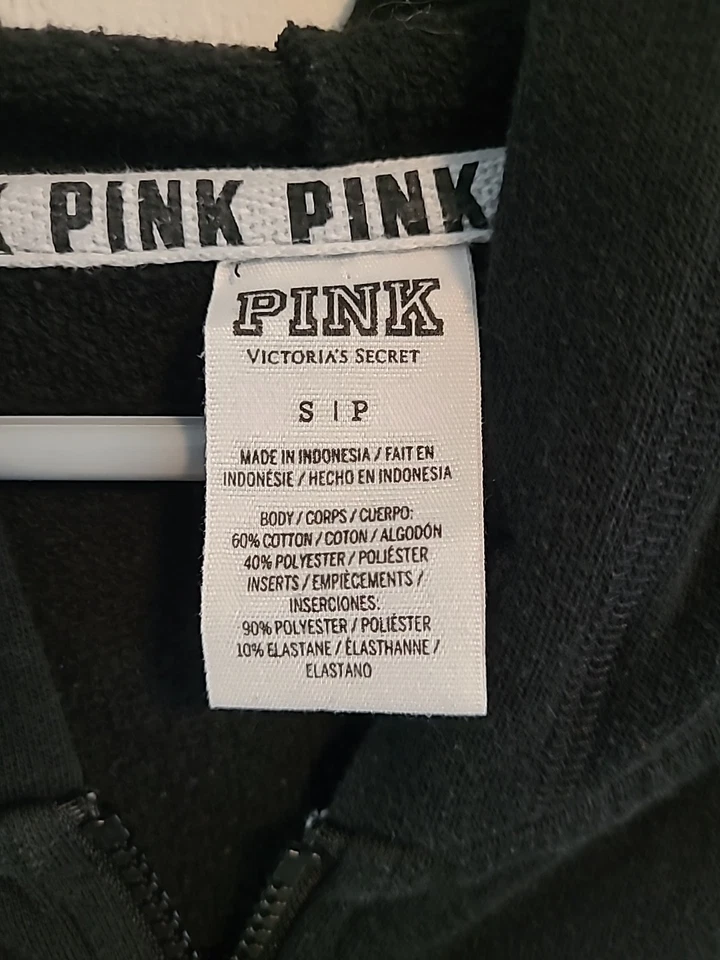 PINK PINK
PINK
VICTORIA'S SECRET
S | P
MADE IN INDONESIA / FAIT EN
INDONÉSIE / HECHO EN INDONESIA
BODY / CORPS / CUERPO:
60% COTTON / COTON / ALGODÓN
40% POLYESTER / POLIÉSTER
INSERTS / EMPIÈCEMENTS /
INSERCIONES:
90% POLYESTER / POLIÉSTER
10% ELASTANE / ÉLASTHANNE /
ELASTANO